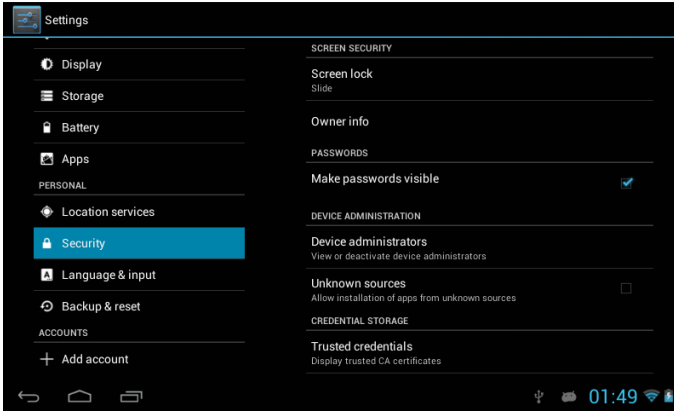 Settings
Display
Storage
Battery
Apps
PERSONAL
Location services
Security
Language & input
Backup & reset
ACCOUNTS
Add account
SCREEN SECURITY
Screen lock
Slide
Owner info
PASSWORDS
Make passwords visible
DEVICE ADMINISTRATION
Device administrators
View or deactivate device administrators
Unknown sources
Allow installation of apps from unknown sources
CREDENTIAL STORAGE
Trusted credentials
Display trusted CA certificates
01:49